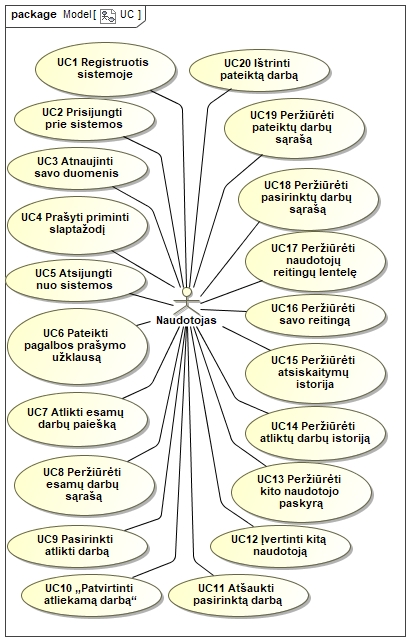 package Model [ UC ]
UC1 Registruotis
sistemoje
UC2 Prisijungti
prie sistemos
UC3 Atnaujinti
savo duomenis
UC4 Prašyti priminti
slaptažodį
UC5 Atsijungti
nuo sistemos
UC6 Pateikti
pagalbos prašymo
užklausą
UC7 Atlikti esamų
darbų paiešką
UC8 Peržiūrėti
esamų darbų
sąrašą
UC9 Pasirinkti
atlikti darbą
UC10 „Patvirtinti
atliekamą darbą“
UC11 Atšaukti
pasirinktą darbą
UC12 Įvertinti kitą
naudotoją
UC13 Peržiūrėti
kito naudotojo
paskyrą
UC14 Peržiūrėti
atliktų darbų istoriją
UC15 Peržiūrėti
atsiskaitymų
istorija
UC16 Peržiūrėti
savo reitingą
UC17 Peržiūrėti
naudotojų
reitingų lentelę
UC18 Peržiūrėti
pasirinktų darbų
sąrašą
UC19 Peržiūrėti
pateiktų darbų
sąrašą
UC20 Ištrinti
pateiktą darbą
Naudotojas